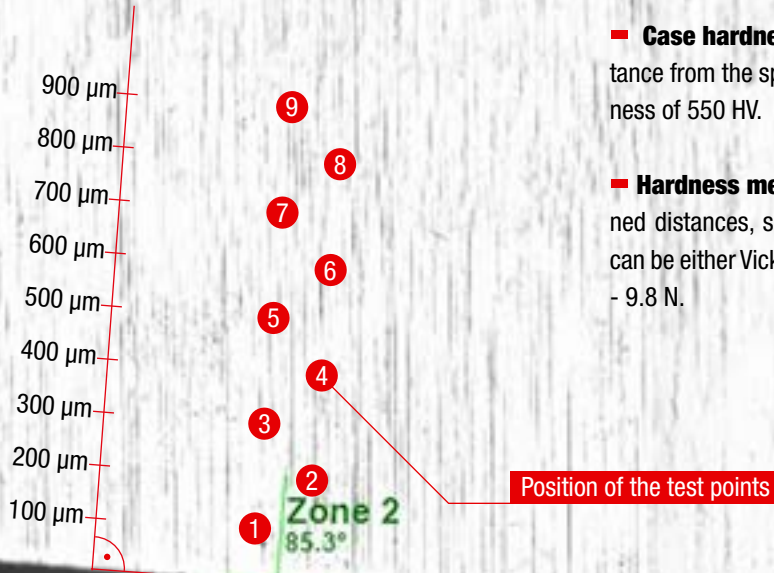 900 µm
800 µm
700 µm
600 µm
500 µm
400 µm
300 µm
200 µm
100 µm
9
8
7
6
5
4
3
2
1
Zone 2
85.3°
Position of the test points
Case hardne
tance from the sp
ness of 550 HV.
Hardness me
ned distances, s
can be either Vick
- 9.8 N.